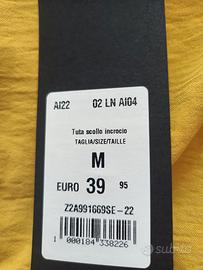 AI22 02 LN AI04
Tuta scollo incrocio
TAGLIA/SIZE/TAILLE
M
EURO 39 95
Z2A991669SE-22
1 000184 338226
subito